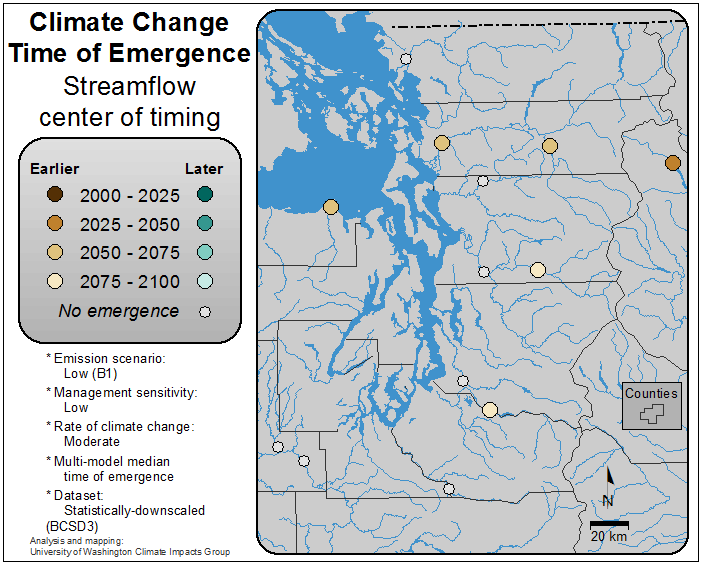 Climate Change
Time of Emergence
Streamflow
center of timing
Earlier Later
2000 - 2025
2025 - 2050
2050 - 2075
2075 - 2100
No emergence
* Emission scenario:
Low (B1)
* Management sensitivity:
Low
* Rate of climate change:
Moderate
* Multi-model median
time of emergence
* Dataset:
Statistically-downscaled
(BCSD3)
Analysis and mapping:
University of Washington Climate Impacts Group
Counties
N
20 km